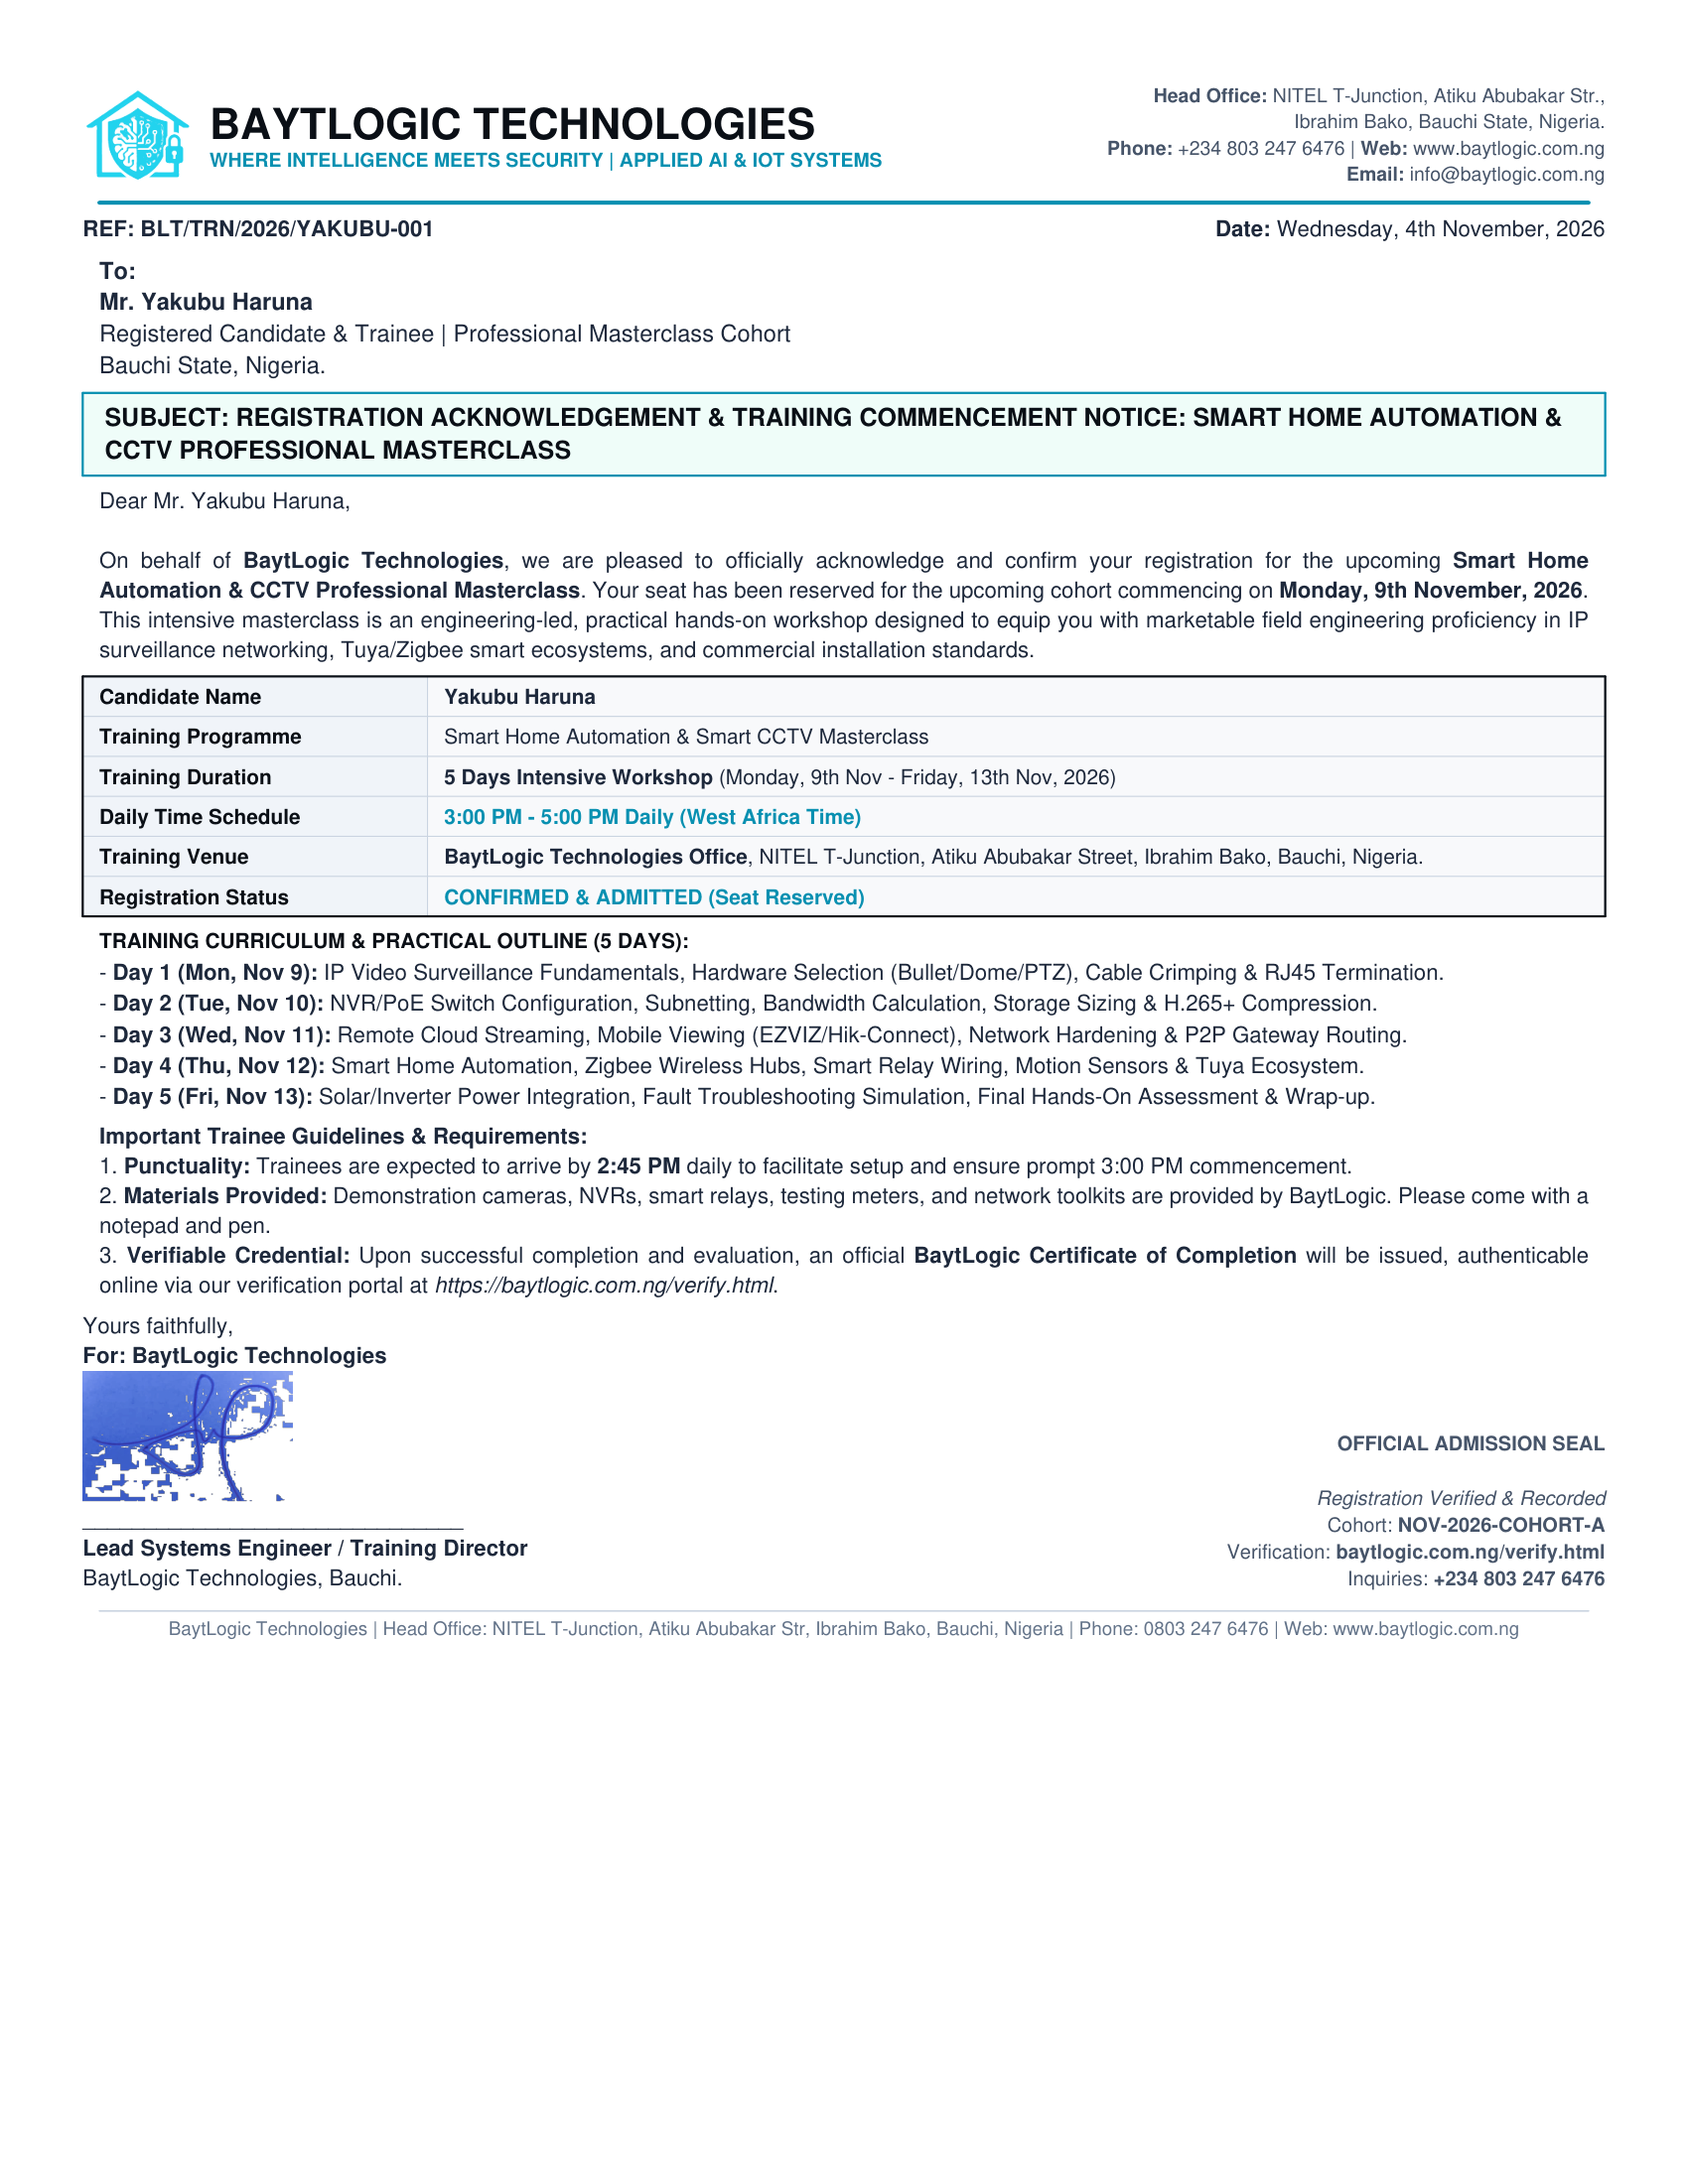 BAYTLOGIC TECHNOLOGIES
WHERE INTELLIGENCE MEETS SECURITY | APPLIED AI & IOT SYSTEMS
Head Office: NITEL T-Junction, Atiku Abubakar Str.,
Ibrahim Bako, Bauchi State, Nigeria.
Phone: +234 803 247 6476 | Web: www.baytlogic.com.ng
Email: info@baytlogic.com.ng
REF: BLT/TRN/2026/YAKUBU-001
Date: Wednesday, 4th November, 2026
To:
Mr. Yakubu Haruna
Registered Candidate & Trainee | Professional Masterclass Cohort
Bauchi State, Nigeria.
SUBJECT: REGISTRATION ACKNOWLEDGEMENT & TRAINING COMMENCEMENT NOTICE: SMART HOME AUTOMATION &
CCTV PROFESSIONAL MASTERCLASS
Dear Mr. Yakubu Haruna,
On behalf of BaytLogic Technologies, we are pleased to officially acknowledge and confirm your registration for the upcoming Smart Home
Automation & CCTV Professional Masterclass. Your seat has been reserved for the upcoming cohort commencing on Monday, 9th November, 2026.
This intensive masterclass is an engineering-led, practical hands-on workshop designed to equip you with marketable field engineering proficiency in IP
surveillance networking, Tuya/Zigbee smart ecosystems, and commercial installation standards.
Candidate Name Yakubu Haruna
Training Programme Smart Home Automation & Smart CCTV Masterclass
Training Duration 5 Days Intensive Workshop (Monday, 9th Nov - Friday, 13th Nov, 2026)
Daily Time Schedule 3:00 PM - 5:00 PM Daily (West Africa Time)
Training Venue BaytLogic Technologies Office, NITEL T-Junction, Atiku Abubakar Street, Ibrahim Bako, Bauchi, Nigeria.
Registration Status CONFIRMED & ADMITTED (Seat Reserved)
TRAINING CURRICULUM & PRACTICAL OUTLINE (5 DAYS):
- Day 1 (Mon, Nov 9): IP Video Surveillance Fundamentals, Hardware Selection (Bullet/Dome/PTZ), Cable Crimping & RJ45 Termination.
- Day 2 (Tue, Nov 10): NVR/PoE Switch Configuration, Subnetting, Bandwidth Calculation, Storage Sizing & H.265+ Compression.
- Day 3 (Wed, Nov 11): Remote Cloud Streaming, Mobile Viewing (EZVIZ/Hik-Connect), Network Hardening & P2P Gateway Routing.
- Day 4 (Thu, Nov 12): Smart Home Automation, Zigbee Wireless Hubs, Smart Relay Wiring, Motion Sensors & Tuya Ecosystem.
- Day 5 (Fri, Nov 13): Solar/Inverter Power Integration, Fault Troubleshooting Simulation, Final Hands-On Assessment & Wrap-up.
Important Trainee Guidelines & Requirements:
1. Punctuality: Trainees are expected to arrive by 2:45 PM daily to facilitate setup and ensure prompt 3:00 PM commencement.
2. Materials Provided: Demonstration cameras, NVRs, smart relays, testing meters, and network toolkits are provided by BaytLogic. Please come with a
notepad and pen.
3. Verifiable Credential: Upon successful completion and evaluation, an official BaytLogic Certificate of Completion will be issued, authenticable
online via our verification portal at https://baytlogic.com.ng/verify.html.
Yours faithfully,
For: BaytLogic Technologies
Lead Systems Engineer / Training Director
BaytLogic Technologies, Bauchi.
OFFICIAL ADMISSION SEAL
Registration Verified & Recorded
Cohort: NOV-2026-COHORT-A
Verification: baytlogic.com.ng/verify.html
Inquiries: +234 803 247 6476
BaytLogic Technologies | Head Office: NITEL T-Junction, Atiku Abubakar Str, Ibrahim Bako, Bauchi, Nigeria | Phone: 0803 247 6476 | Web: www.baytlogic.com.ng